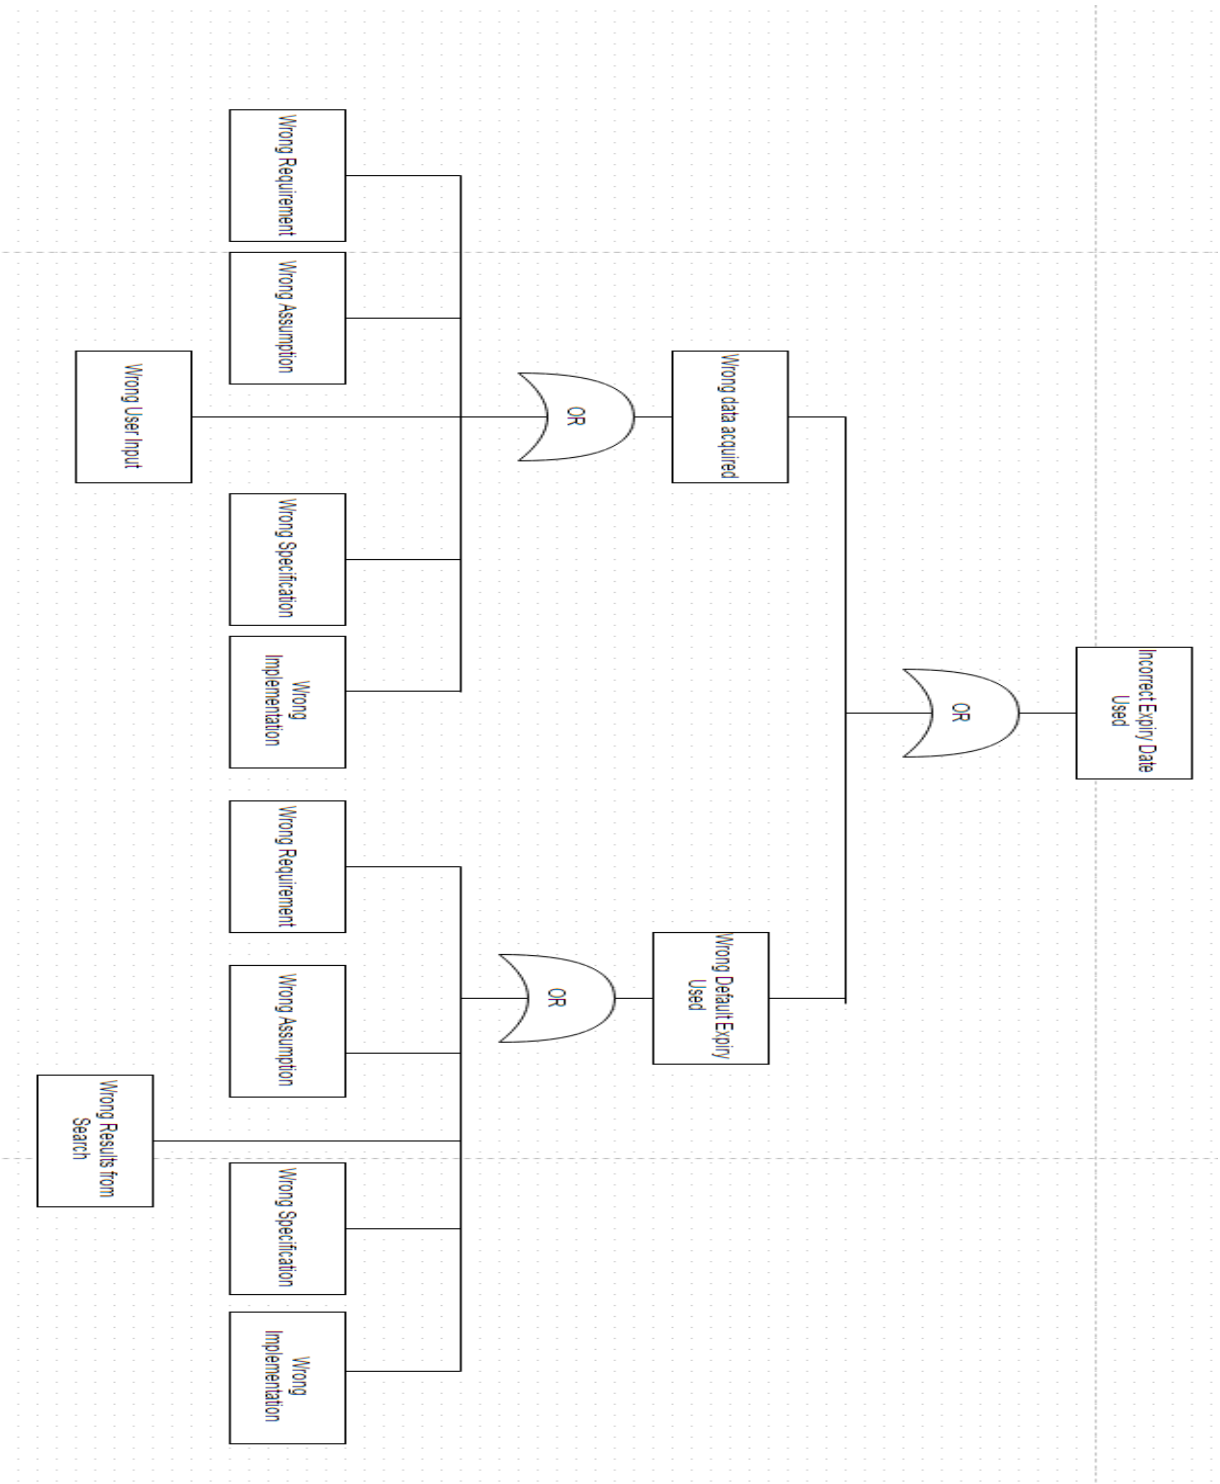 Incorrect Expiry Date
Used
OR
Wrong data acquired
OR
Wrong Requirement
Wrong Assumption
Wrong User Input
Wrong Specification
Wrong
Implementation
Wrong Default Expiry
Used
OR
Wrong Requirement
Wrong Assumption
Wrong Results from
Search
Wrong Specification
Wrong
Implementation